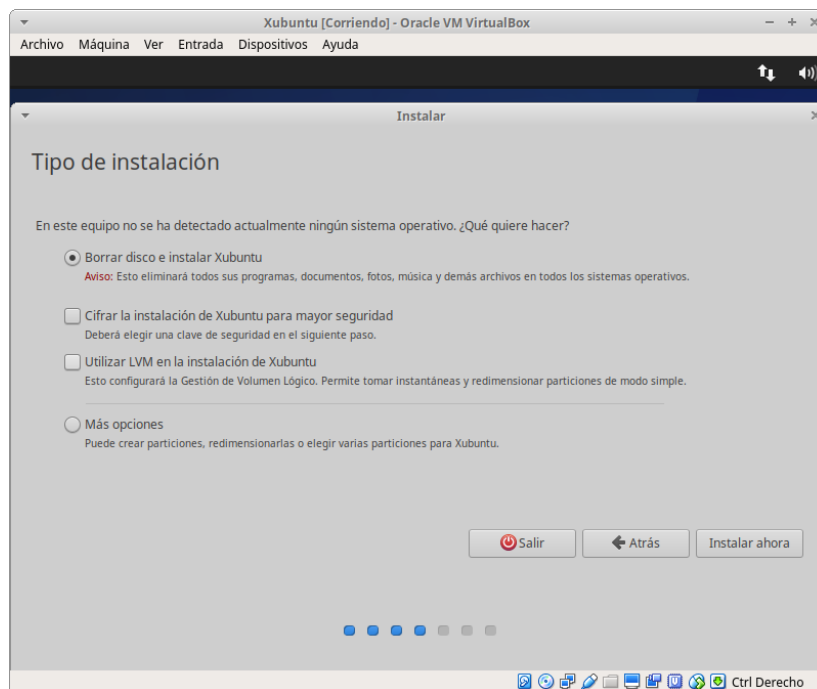 Xubuntu [Corriendo] - Oracle VM VirtualBox
Archivo Máquina Ver Entrada Dispositivos Ayuda
Instalar
Tipo de instalación
En este equipo no se ha detectado actualmente ningún sistema operativo. ¿Qué quiere hacer?
Borrar disco e instalar Xubuntu
Aviso: Esto eliminará todos sus programas, documentos, fotos, música y demás archivos en todos los sistemas operativos.
Cifrar la instalación de Xubuntu para mayor seguridad
Deberá elegir una clave de seguridad en el siguiente paso.
Utilizar LVM en la instalación de Xubuntu
Esto configurará la Gestión de Volumen Lógico. Permite tomar instantáneas y redimensionar particiones de modo simple.
Más opciones
Puede crear particiones, redimensionarlas o elegir varias particiones para Xubuntu.
Salir Atrás Instalar ahora
Ctrl Derecho